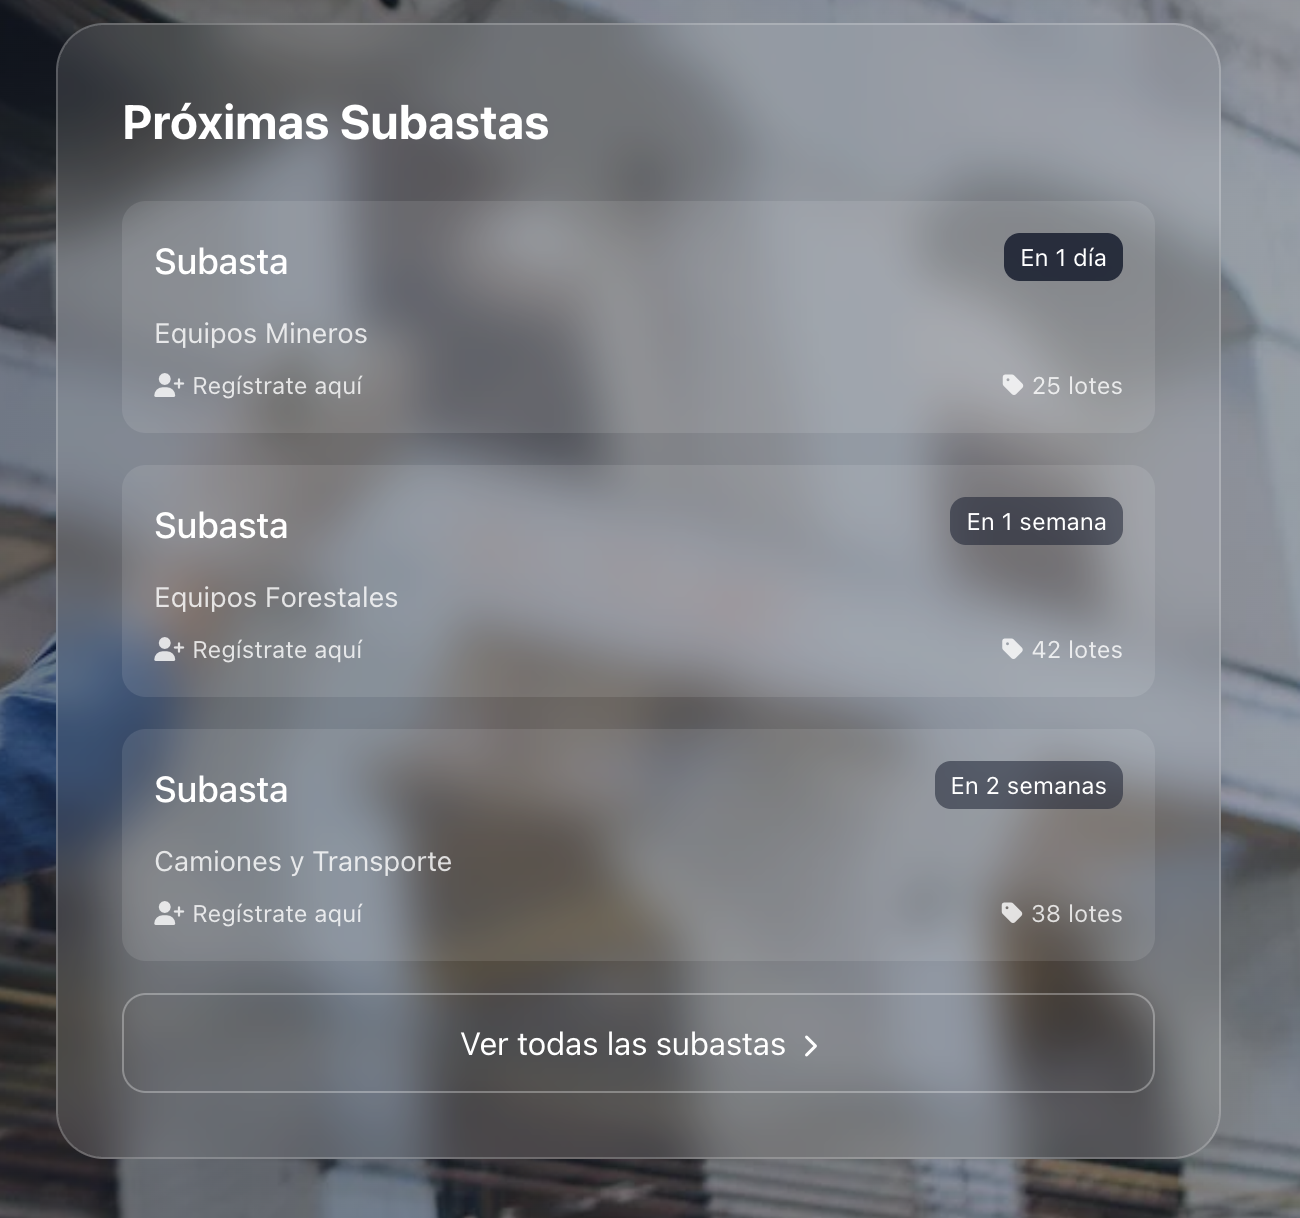 Próximas Subastas
Subasta
En 1 día
Equipos Mineros
Regístrate aquí
25 lotes
Subasta
En 1 semana
Equipos Forestales
Regístrate aquí
42 lotes
Subasta
En 2 semanas
Camiones y Transporte
Regístrate aquí
38 lotes
Ver todas las subastas